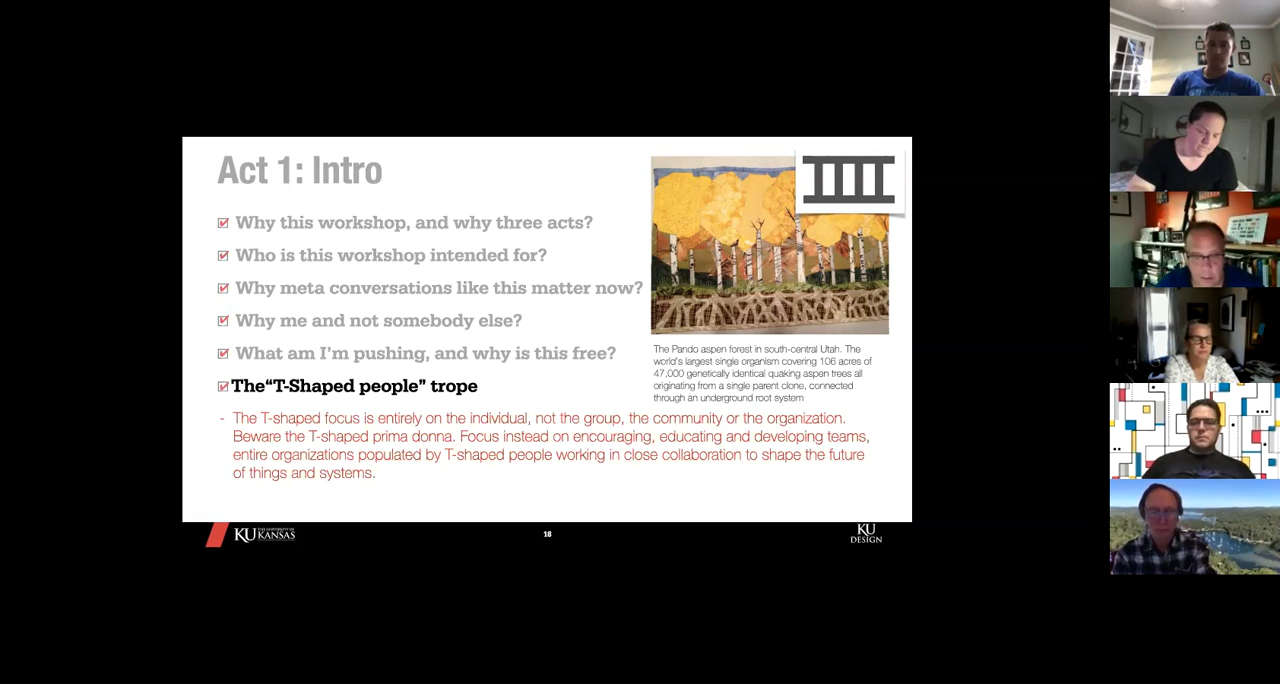 Act 1: Intro
Why this workshop, and why three acts?
Who is this workshop intended for?
Why meta conversations like this matter now?
Why me and not somebody else?
What am I'm pushing, and why is this free?
The“T-Shaped people” trope
- The T-shaped focus is entirely on the individual, not the group, the community or the organization.
Beware the T-shaped prima donna. Focus instead on encouraging, educating and developing teams,
entire organizations populated by T-shaped people working in close collaboration to shape the future
of things and systems.
The Pando aspen forest in south-central Utah. The
world's largest single organism covering 106 acres of
47,000 genetically identical quaking aspen trees all
originating from a single parent clone, connected
through an underground root system
KU THE UNIVERSITY OF
KANSAS
18
KU
DESIGN